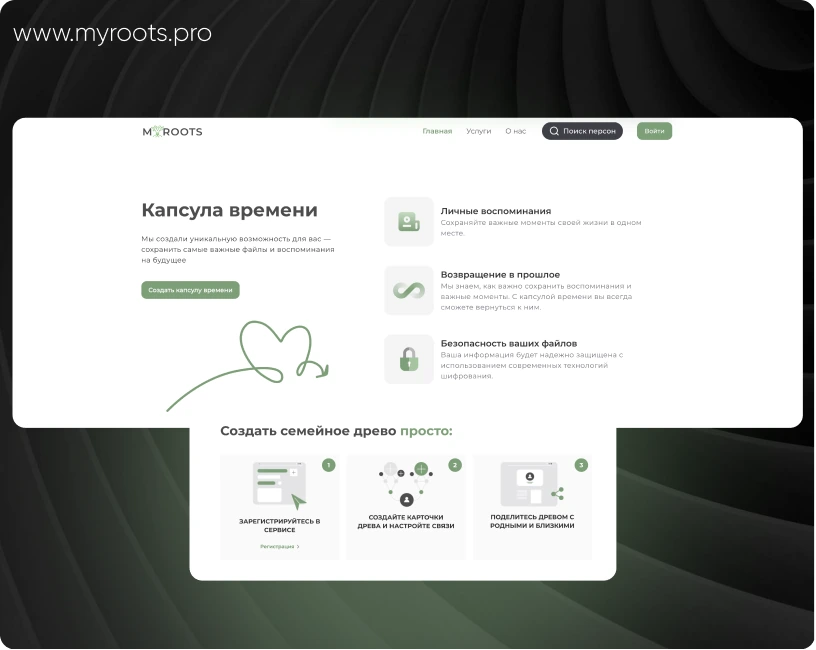 www.myroots.pro
MYROOTS
Главная Услуги О нас Поиск персон Войти
Капсула времени
Мы создали уникальную возможность для вас —
сохранить самые важные файлы и воспоминания
на будущее
Создать капсулу времени
Личные воспоминания
Сохраняйте важные моменты своей жизни в одном
месте.
Возвращение в прошлое
Мы знаем, как важно сохранить воспоминания и
важные моменты. С капсулой времени вы всегда
сможете вернуться к ним.
Безопасность ваших файлов
Ваша информация будет надежно защищена с
использованием современных технологий
шифрования.
Создать семейное древо просто:
1
ЗАРЕГИСТРИРУЙТЕСЬ В
СЕРВИСЕ
Регистрация >
2
СОЗДАЙТЕ КАРТОЧКИ
ДРЕВА И НАСТРОЙТЕ СВЯЗИ
3
ПОДЕЛИТЕСЬ ДРЕВОМ С
РОДНЫМИ И БЛИЗКИМИ